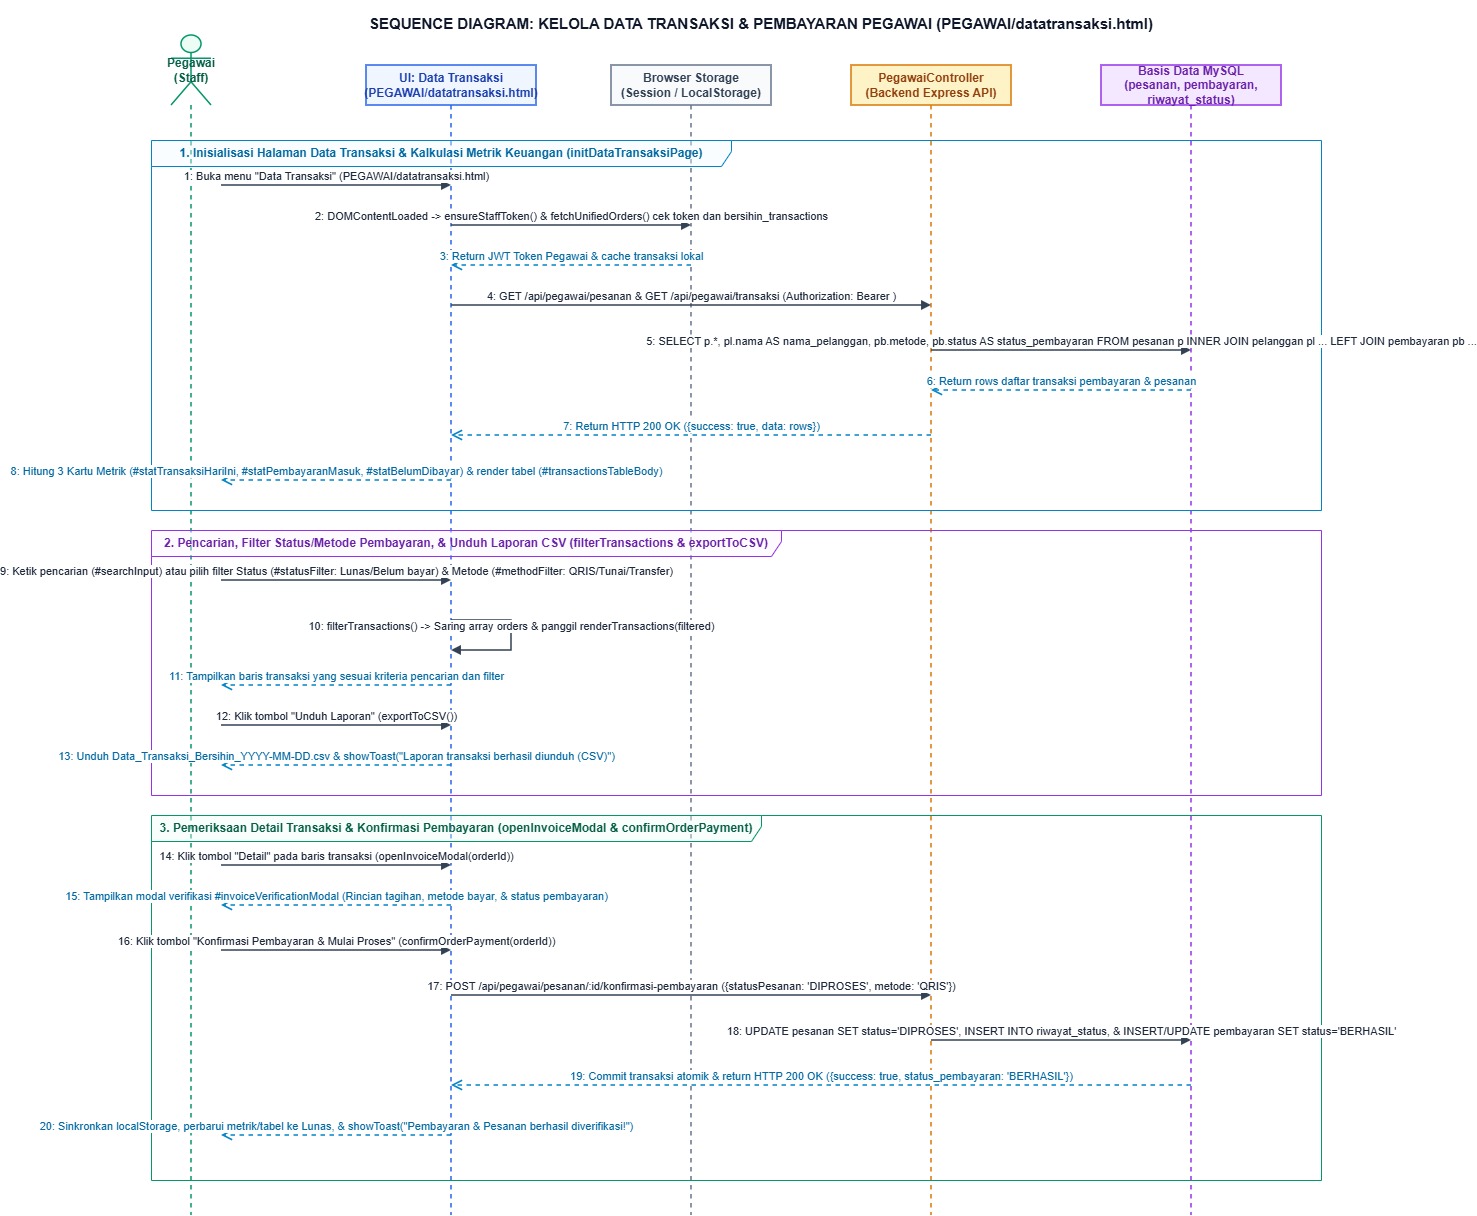 SEQUENCE DIAGRAM: KELOLA DATA TRANSAKSI & PEMBAYARAN PEGAWAI (PEGAWAI/datatransaksi.html)
Pegawai
(Staff)
UI: Data Transaksi
(PEGAWAI/datatransaksi.html)
Browser Storage
(Session / LocalStorage)
PegawaiController
(Backend Express API)
Basis Data MySQL
(pesanan, pembayaran,
riwayat_status)
1. Inisialisasi Halaman Data Transaksi & Kalkulasi Metrik Keuangan (initDataTransaksiPage)
1: Buka menu "Data Transaksi" (PEGAWAI/datatransaksi.html)
2: DOMContentLoaded -> ensureStaffToken() & fetchUnifiedOrders() cek token dan bersihin_transactions
3: Return JWT Token Pegawai & cache transaksi lokal
4: GET /api/pegawai/pesanan & GET /api/pegawai/transaksi (Authorization: Bearer )
5: SELECT p.*, pl.nama AS nama_pelanggan, pb.metode, pb.status AS status_pembayaran FROM pesanan p INNER JOIN pelanggan pl ... LEFT JOIN pembayaran pb ...
6: Return rows daftar transaksi pembayaran & pesanan
7: Return HTTP 200 OK ({success: true, data: rows})
8: Hitung 3 Kartu Metrik (#statTransaksiHariIni, #statPembayaranMasuk, #statBelumDibayar) & render tabel (#transactionsTableBody)
2. Pencarian, Filter Status/Metode Pembayaran, & Unduh Laporan CSV (filterTransactions & exportToCSV)
9: Ketik pencarian (#searchInput) atau pilih filter Status (#statusFilter: Lunas/Belum bayar) & Metode (#methodFilter: QRIS/Tunai/Transfer)
10: filterTransactions() -> Saring array orders & panggil renderTransactions(filtered)
11: Tampilkan baris transaksi yang sesuai kriteria pencarian dan filter
12: Klik tombol "Unduh Laporan" (exportToCSV())
13: Unduh Data_Transaksi_Bersihin_YYYY-MM-DD.csv & showToast("Laporan transaksi berhasil diunduh (CSV)")
3. Pemeriksaan Detail Transaksi & Konfirmasi Pembayaran (openInvoiceModal & confirmOrderPayment)
14: Klik tombol "Detail" pada baris transaksi (openInvoiceModal(orderId))
15: Tampilkan modal verifikasi #invoiceVerificationModal (Rincian tagihan, metode bayar, & status pembayaran)
16: Klik tombol "Konfirmasi Pembayaran & Mulai Proses" (confirmOrderPayment(orderId))
17: POST /api/pegawai/pesanan/:id/konfirmasi-pembayaran ({statusPesanan: 'DIPROSES', metode: 'QRIS'})
18: UPDATE pesanan SET status='DIPROSES', INSERT INTO riwayat_status, & INSERT/UPDATE pembayaran SET status='BERHASIL'
19: Commit transaksi atomik & return HTTP 200 OK ({success: true, status_pembayaran: 'BERHASIL'})
20: Sinkronkan localStorage, perbarui metrik/tabel ke Lunas, & showToast("Pembayaran & Pesanan berhasil diverifikasi!")